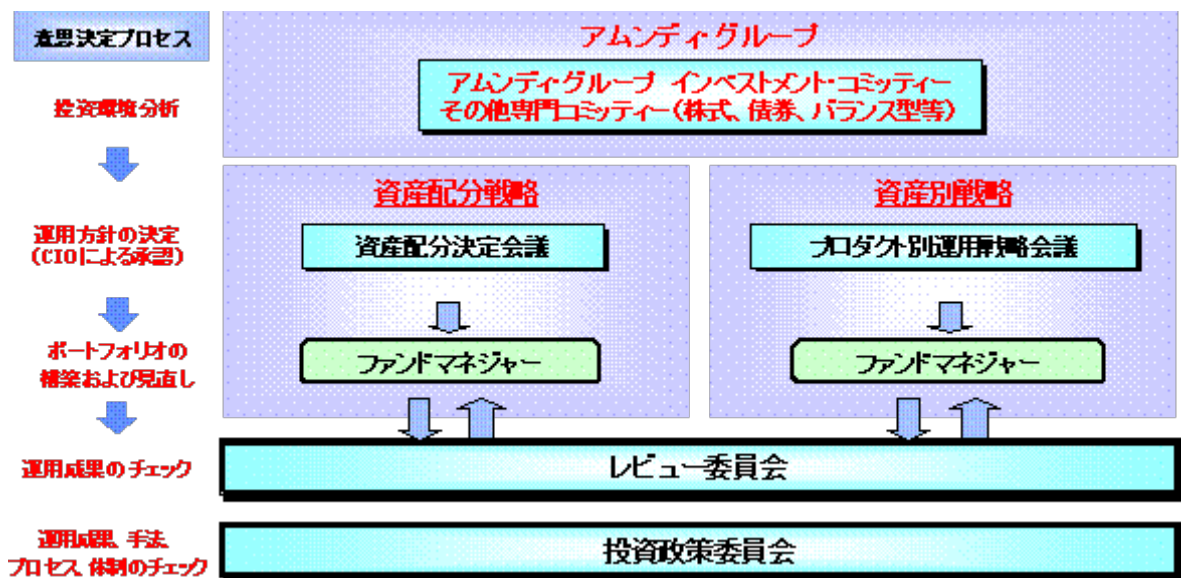 意思決定プロセス
アムンディ・グループ
アムンディ・グループ インベストメント・コミッティー
その他専門コミッティー(株式、債券、バランス型等)
投資環境分析
資産配分戦略
資産別戦略
運用方針の決定
(CIOによる承認)
資産配分決定会議
プロダクト別運用戦略会議
ポートフォリオの
構築および見直し
ファンドマネジャー
ファンドマネジャー
運用成果のチェック
レビュー委員会
運用成果、手法、
プロセス、体制のチェック
投資政策委員会